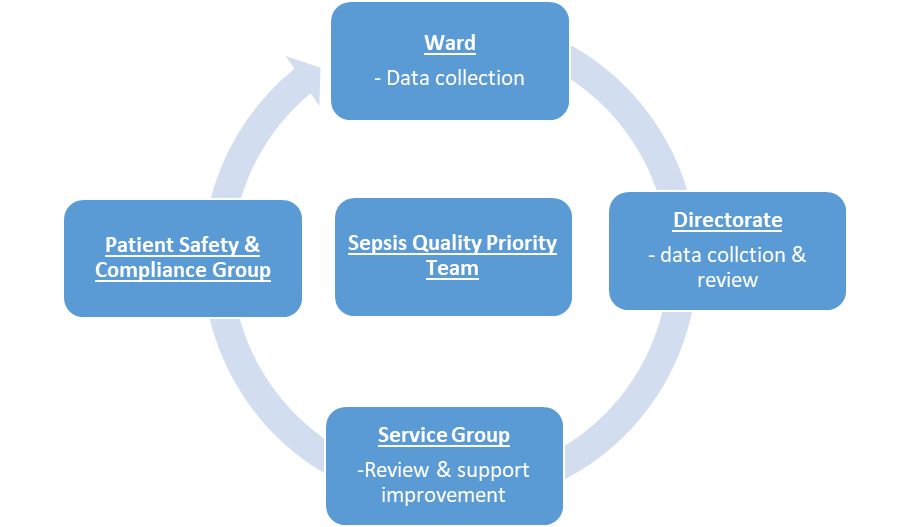 Ward
- Data collection
Directorate
- data collction &
review
Patient Safety &
Compliance Group
Sepsis Quality Priority
Team
Service Group
-Review & support
improvement